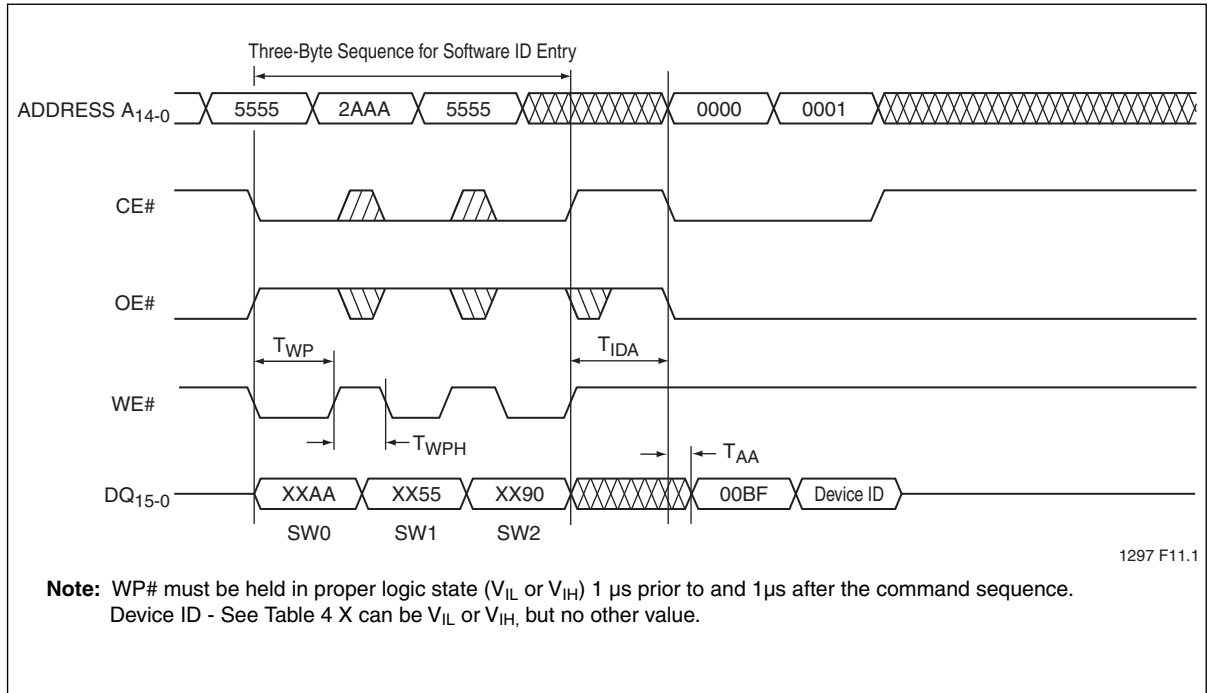 Three-Byte Sequence for Software ID Entry
ADDRESS A14-0 5555 2AAA 5555 0000 0001
CE#
OE#
TWP TIDA
WE#
TWPH TAA
DQ15-0 XXAA XX55 XX90 00BF Device ID
SW0 SW1 SW2
1297 F11.1
Note: WP# must be held in proper logic state (VIL or VIH) 1 µs prior to and 1µs after the command sequence.
Device ID - See Table 4 X can be VIL or VIH, but no other value.